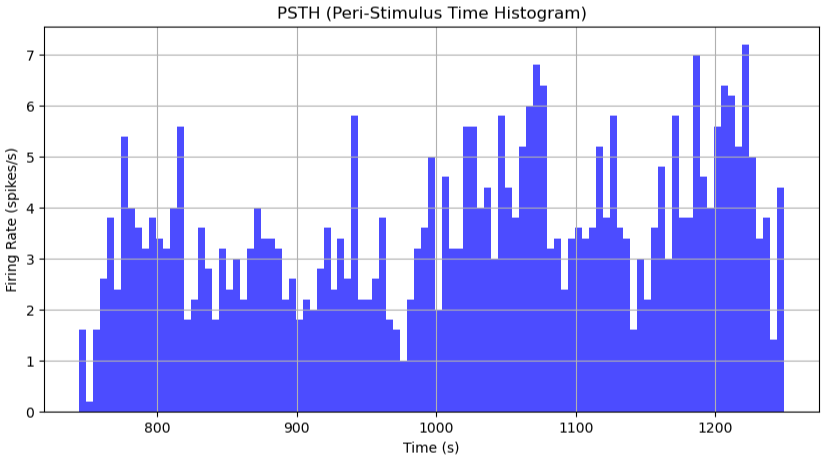 PSTH (Peri-Stimulus Time Histogram)
Firing Rate (spikes/s)
7
6
5
4
3
2
1
0
800 900 1000 1100 1200
Time (s)